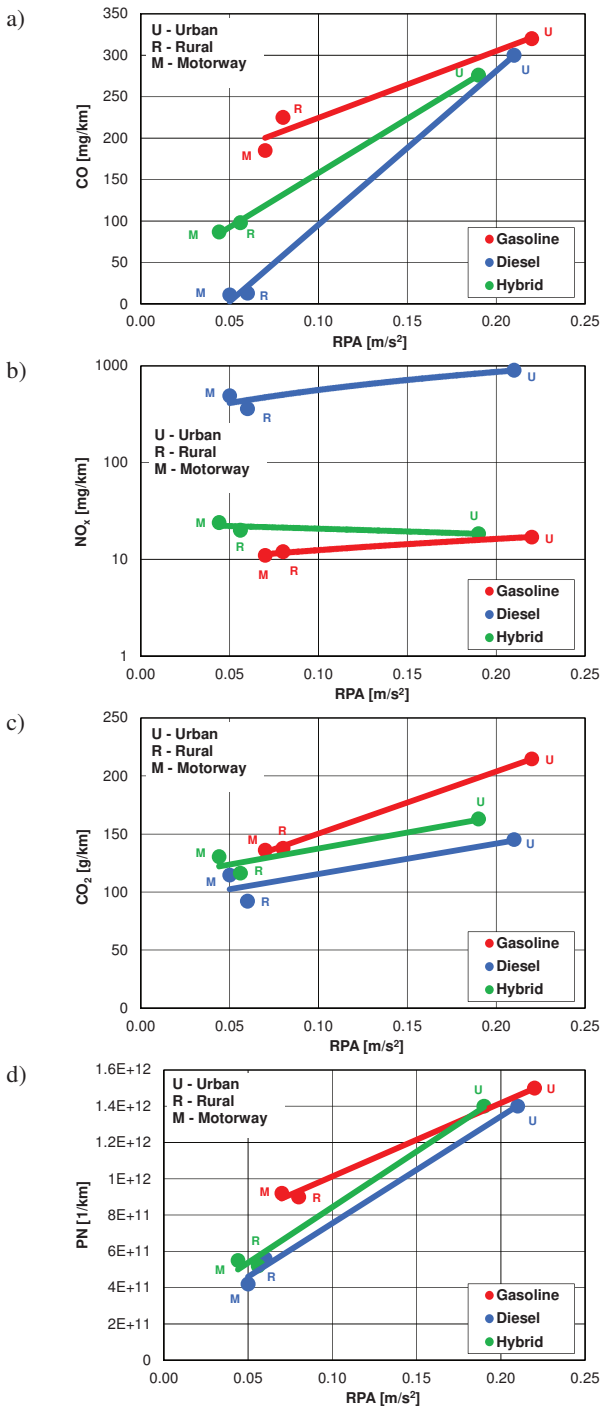 a)
350
300
250
200
150
100
50
0
CO [mg/km]
U - Urban
R - Rural
M - Motorway
U
U
U
R
M
M
R
M
R
Gasoline
Diesel
Hybrid
0.00 0.05 0.10 0.15 0.20 0.25
RPA [m/s²]
b)
1000
100
10
1
NOₓ [mg/km]
M
R
U
U - Urban
R - Rural
M - Motorway
M
R
U
M
R
U
Gasoline
Diesel
Hybrid
0.00 0.05 0.10 0.15 0.20 0.25
RPA [m/s²]
c)
250
200
150
100
50
0
CO₂ [g/km]
U - Urban
R - Rural
M - Motorway
U
U
U
R
M
M
R
M
R
Gasoline
Diesel
Hybrid
0.00 0.05 0.10 0.15 0.20 0.25
RPA [m/s²]
d)
1.6E+12
1.4E+12
1.2E+12
1E+12
8E+11
6E+11
4E+11
2E+11
0
PN [1/km]
U - Urban
R - Rural
M - Motorway
U
U
U
M
R
R
M
R
M
Gasoline
Diesel
Hybrid
0.00 0.05 0.10 0.15 0.20 0.25
RPA [m/s²]